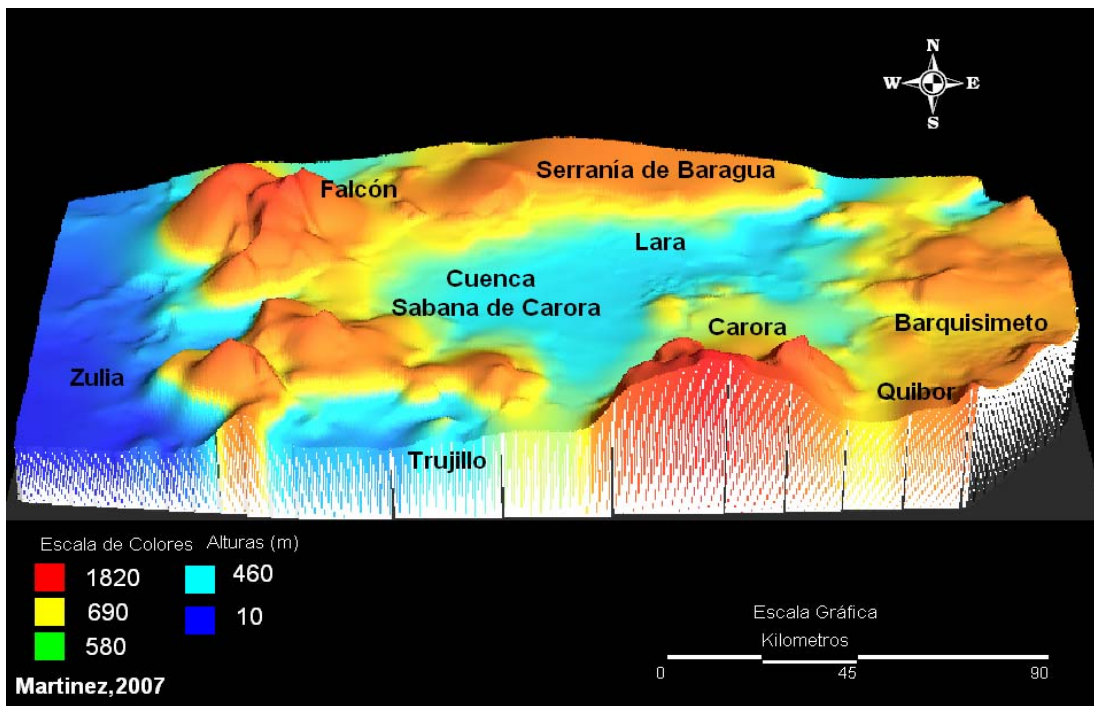 N
W E
S
Serranía de Baragua
Falcón
Lara
Cuenca
Sabana de Carora
Carora
Barquisimeto
Zulia
Quibor
Trujillo
Escala de Colores Alturas (m)
1820 460
690 10
580
Escala Gráfica
Kilometros
0 45 90
Martinez,2007